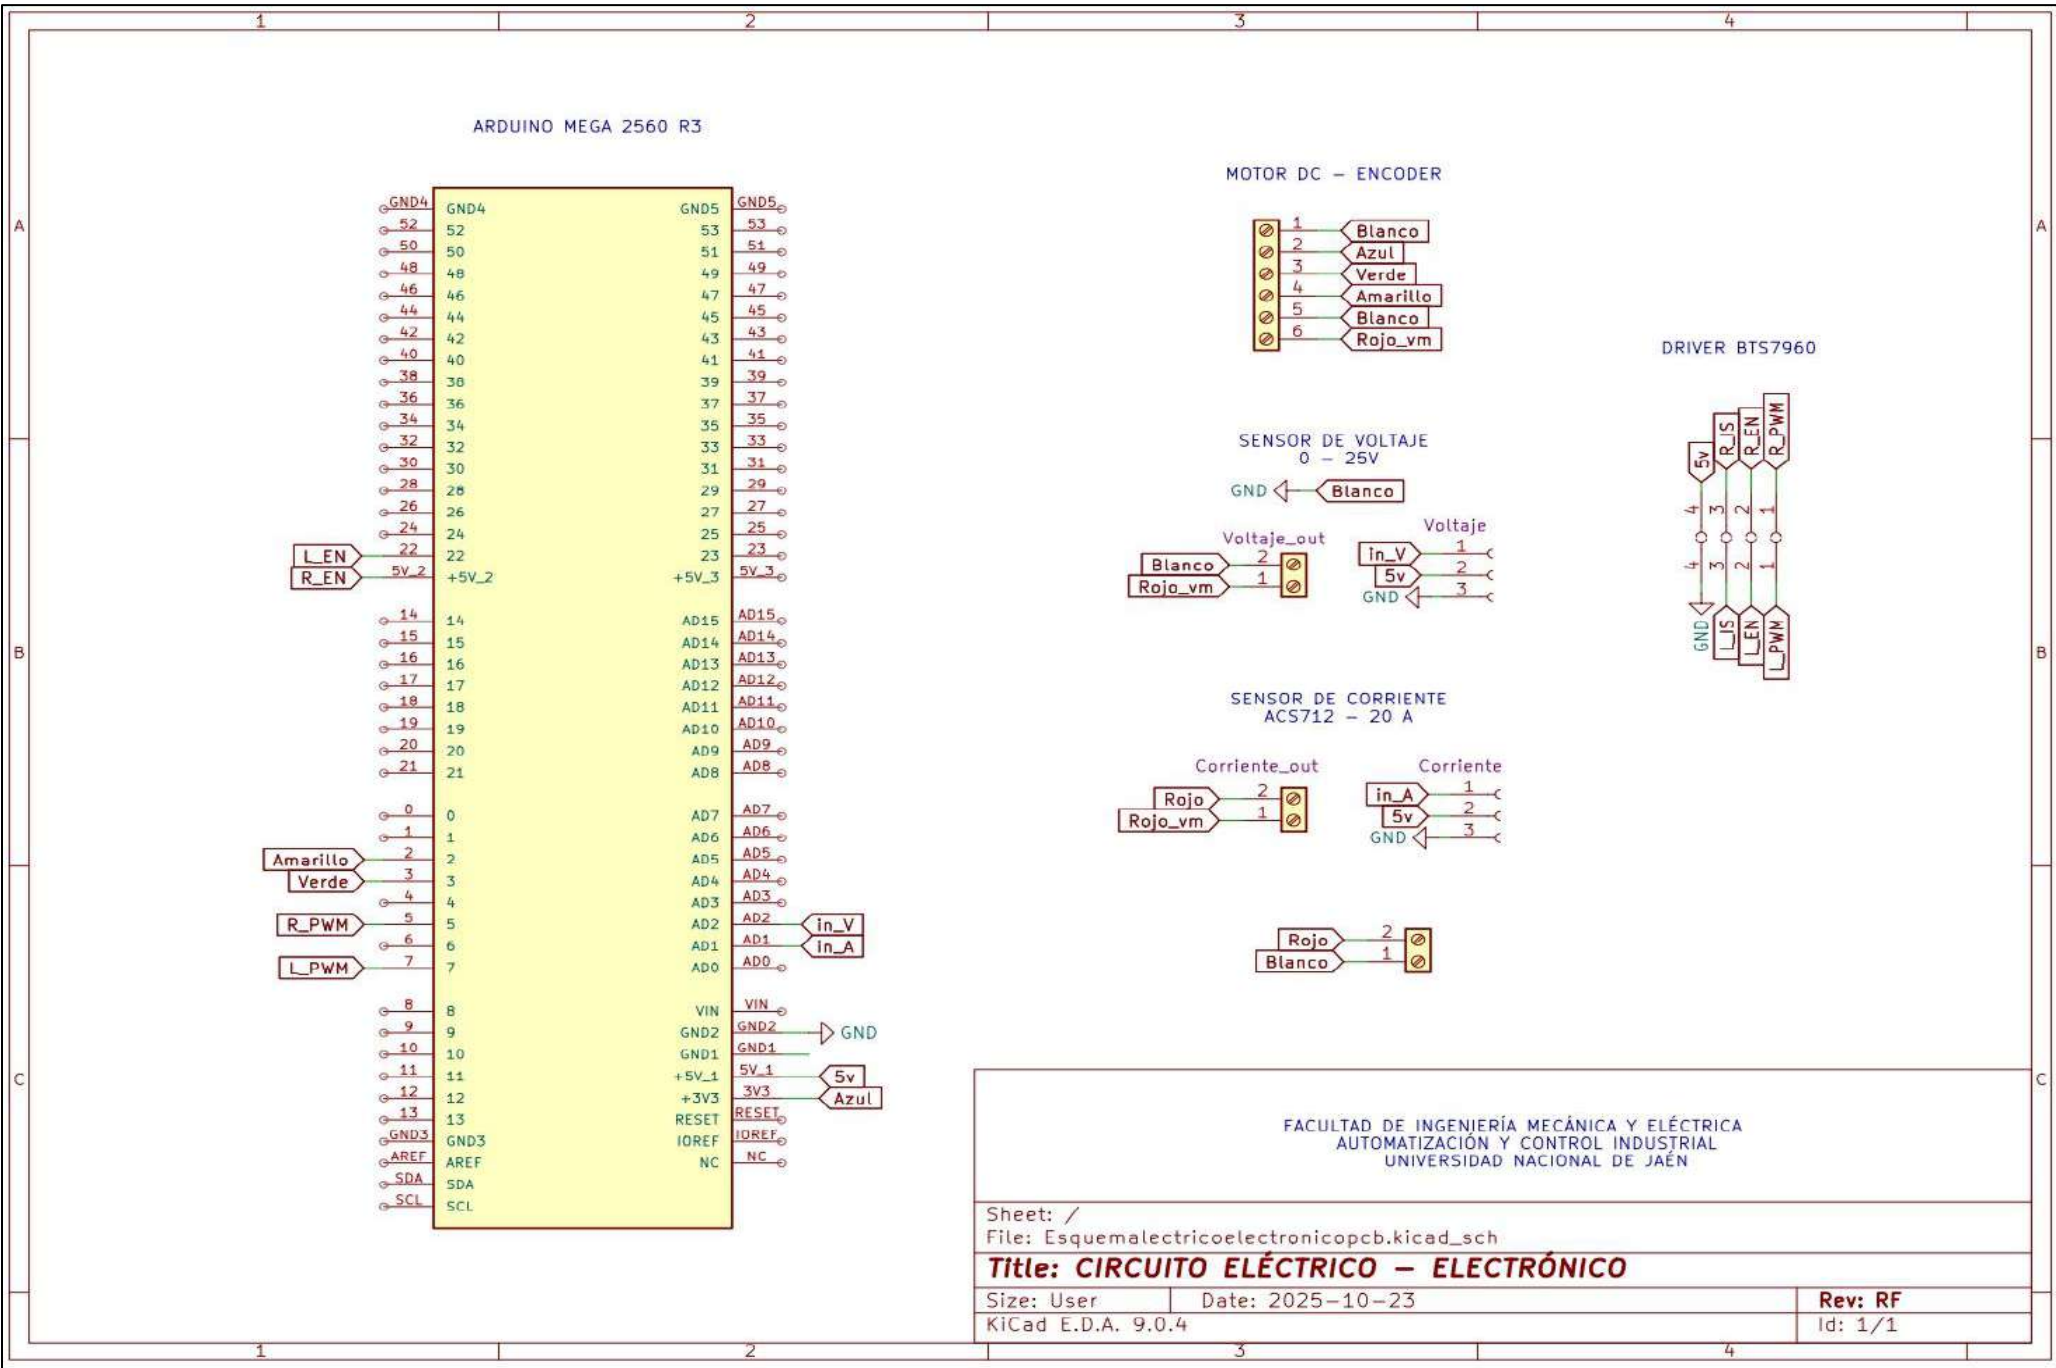 1 2 3 4
A A
B B
C C
ARDUINO MEGA 2560 R3
GND4 GND4 GND5 GND5
52 52 53 53
50 50 51 51
48 48 49 49
46 46 47 47
44 44 45 45
42 42 43 43
40 40 41 41
38 38 39 39
36 36 37 37
34 34 35 35
32 32 33 33
30 30 31 31
28 28 29 29
26 26 27 27
24 24 25 25
L_EN 22 22 23 23
R_EN 5V_2 +5V_2 +5V_3 5V_3
14 14 AD15 AD15
15 15 AD14 AD14
16 16 AD13 AD13
17 17 AD12 AD12
18 18 AD11 AD11
19 19 AD10 AD10
20 20 AD9 AD9
21 21 AD8 AD8
0 0 AD7 AD7
1 1 AD6 AD6
Amarillo 2 2 AD5 AD5
Verde 3 3 AD4 AD4
4 4 AD3 AD3
R_PWM 5 5 AD2 AD2 in_V
6 6 AD1 AD1 in_A
L_PWM 7 7 AD0 AD0
8 8 VIN VIN
9 9 GND2 GND2 GND
10 10 GND1 GND1
11 11 +5V_1 5V_1 5v
12 12 +3V3 3V3 Azul
13 13 RESET RESET
GND3 GND3 IOREF IOREF
AREF AREF NC NC
SDA SDA
SCL SCL
MOTOR DC – ENCODER
1 Blanco
2 Azul
3 Verde
4 Amarillo
5 Blanco
6 Rojo_vm
SENSOR DE VOLTAJE
0 – 25V
GND Blanco
Voltaje_out
Blanco 2
Rojo_vm 1
Voltaje
in_V 1
5v 2
GND 3
SENSOR DE CORRIENTE
ACS712 – 20 A
Corriente_out
Rojo 2
Rojo_vm 1
Corriente
in_A 1
5v 2
GND 3
Rojo 2
Blanco 1
DRIVER BTS7960
5v R_IS R_EN R_PWM
4 3 2 1
4 3 2 1
GND L_IS L_EN L_PWM
FACULTAD DE INGENIERÍA MECÁNICA Y ELÉCTRICA
AUTOMATIZACIÓN Y CONTROL INDUSTRIAL
UNIVERSIDAD NACIONAL DE JAÉN
Sheet: /
File: Esquemalectricoelectronicopcb.kicad_sch
Title: CIRCUITO ELÉCTRICO – ELECTRÓNICO
Size: User Date: 2025-10-23 Rev: RF
KiCad E.D.A. 9.0.4 Id: 1/1
1 2 3 4